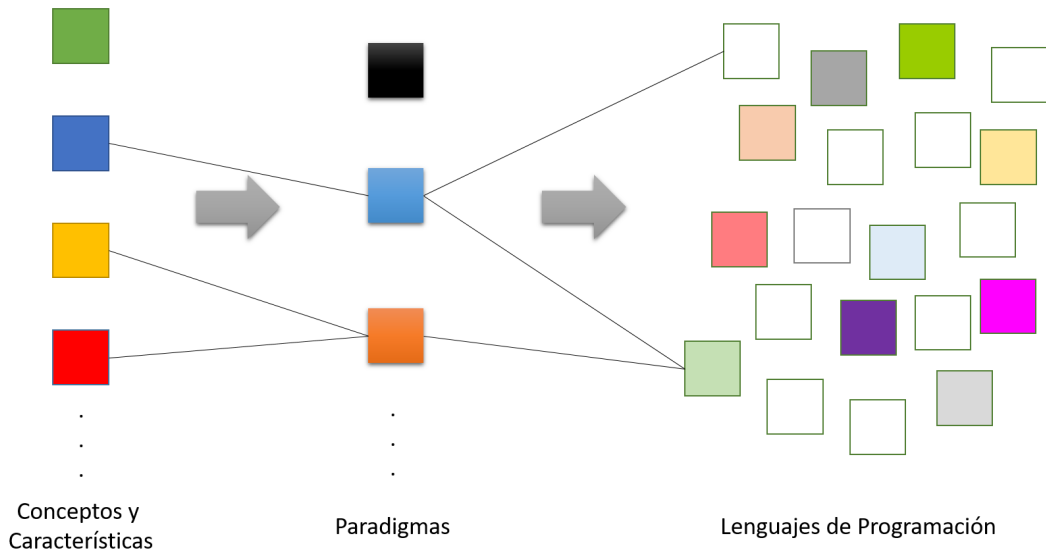 Conceptos y
Características
Paradigmas
Lenguajes de Programación